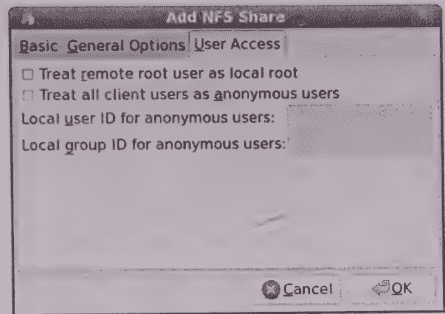 Add NFS Share
Basic General Options User Access
Treat remote root user as local root
Treat all client users as anonymous users
Local user ID for anonymous users:
Local group ID for anonymous users:
Cancel OK